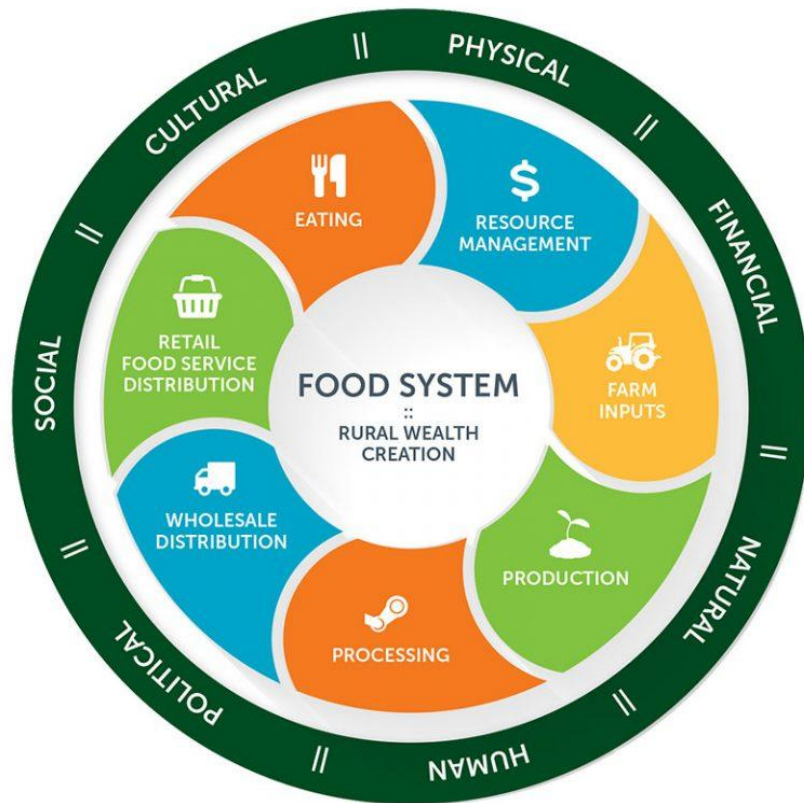 PHYSICAL
||
FINANCIAL
||
NATURAL
||
HUMAN
||
POLITICAL
||
SOCIAL
||
CULTURAL
||
EATING
$
RESOURCE
MANAGEMENT
FARM
INPUTS
PRODUCTION
PROCESSING
WHOLESALE
DISTRIBUTION
RETAIL
FOOD SERVICE
DISTRIBUTION
FOOD SYSTEM
::
RURAL WEALTH
CREATION